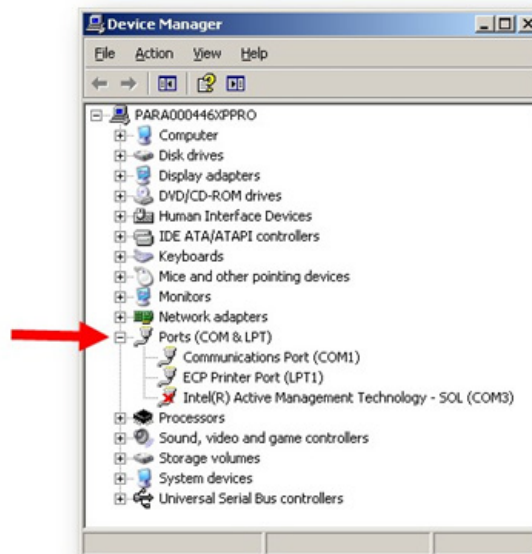 Device Manager
File Action View Help
PARA000446XPPRO
Computer
Disk drives
Display adapters
DVD/CD-ROM drives
Human Interface Devices
IDE ATA/ATAPI controllers
Keyboards
Mice and other pointing devices
Monitors
Network adapters
Ports (COM & LPT)
Communications Port (COM1)
ECP Printer Port (LPT1)
Intel(R) Active Management Technology - SOL (COM3)
Processors
Sound, video and game controllers
Storage volumes
System devices
Universal Serial Bus controllers